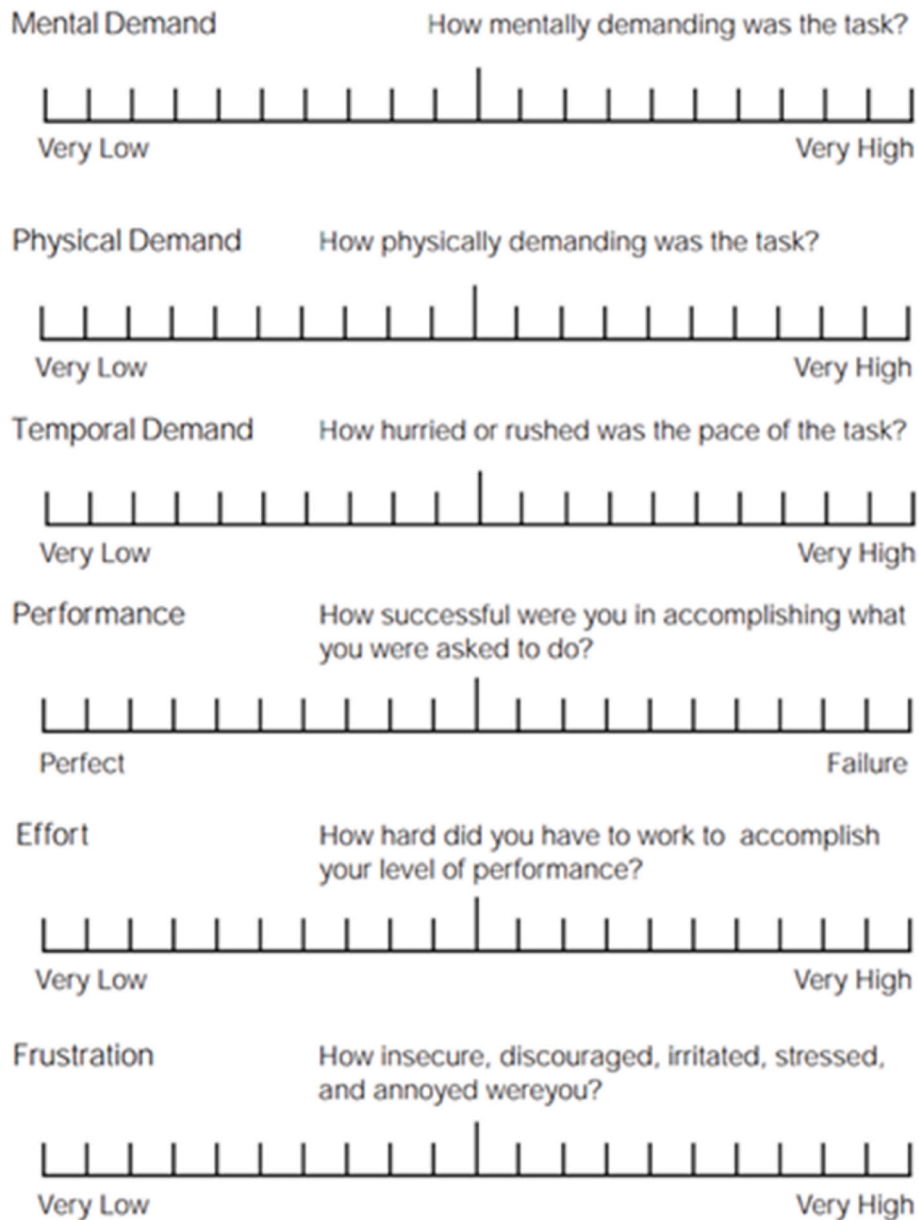 Mental Demand How mentally demanding was the task?
Very Low Very High
Physical Demand How physically demanding was the task?
Very Low Very High
Temporal Demand How hurried or rushed was the pace of the task?
Very Low Very High
Performance How successful were you in accomplishing what
you were asked to do?
Perfect Failure
Effort How hard did you have to work to accomplish
your level of performance?
Very Low Very High
Frustration How insecure, discouraged, irritated, stressed,
and annoyed wereyou?
Very Low Very High